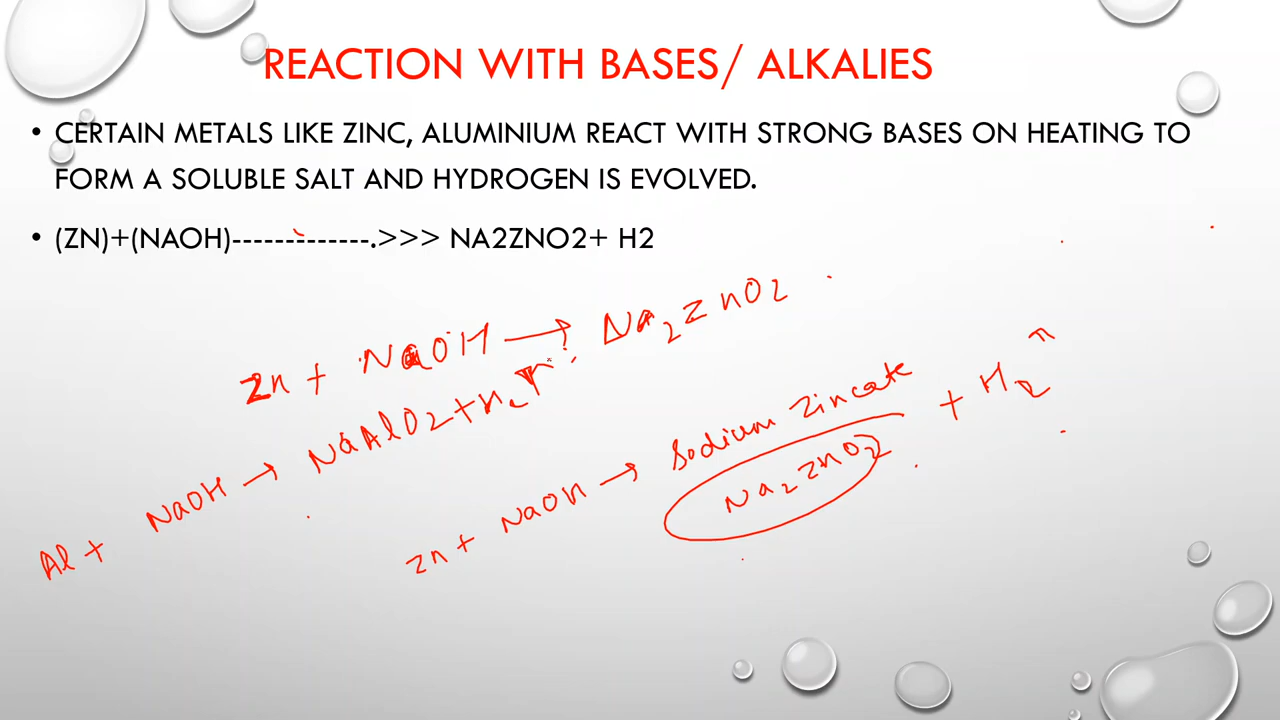 REACTION WITH BASES/ ALKALIES
• CERTAIN METALS LIKE ZINC, ALUMINIUM REACT WITH STRONG BASES ON HEATING TO
FORM A SOLUBLE SALT AND HYDROGEN IS EVOLVED.
• (ZN)+(NAOH)-------------.>>> NA2ZNO2+ H2
Zn + NaOH → Na2ZnO2
Al + NaOH → NaAlO2 + H2 ↑
Sodium Zincate
Zn + NaOH → Na2ZnO2 + H2